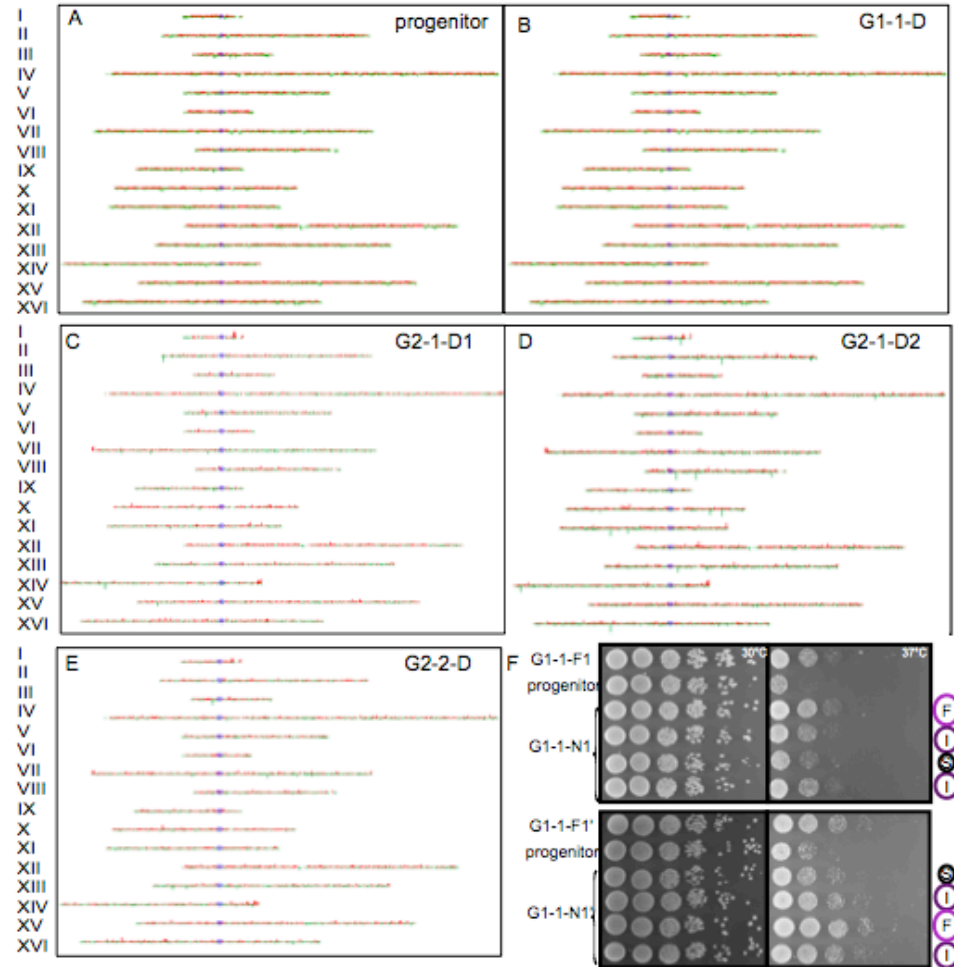 A progenitor
I
II
III
IV
V
VI
VII
VIII
IX
X
XI
XII
XIII
XIV
XV
XVI
B G1-1-D
C G2-1-D1
I
II
III
IV
V
VI
VII
VIII
IX
X
XI
XII
XIII
XIV
XV
XVI
D G2-1-D2
E G2-2-D
I
II
III
IV
V
VI
VII
VIII
IX
X
XI
XII
XIII
XIV
XV
XVI
F
30°C 37°C
G1-1-F1
progenitor
G1-1-N1
F
I
S
I
G1-1-F1'
progenitor
G1-1-N1'
S
I
F
I